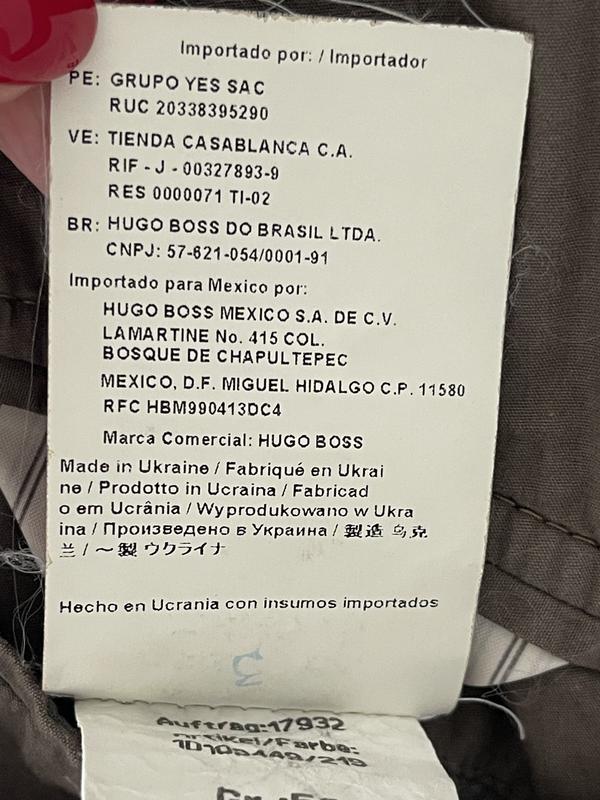 Importado por: / Importador
PE: GRUPO YES SAC
RUC 20338395290
VE: TIENDA CASABLANCA C.A.
RIF - J - 00327893-9
RES 0000071 TI-02
BR: HUGO BOSS DO BRASIL LTDA.
CNPJ: 57-621-054/0001-91
Importado para Mexico por:
HUGO BOSS MEXICO S.A. DE C.V.
LAMARTINE No. 415 COL.
BOSQUE DE CHAPULTEPEC
MEXICO, D.F. MIGUEL HIDALGO C.P. 11580
RFC HBM990413DC4
Marca Comercial: HUGO BOSS
Made in Ukraine / Fabriqué en Ukrai
ne / Prodotto in Ucraina / Fabricad
o em Ucrânia / Wyprodukowano w Ukra
ina / Произведено в Украина / 製造 乌克
兰 / ～製 ウクライナ
Hecho en Ucrania con insumos importados
3
Auftrag:17932
Artikel/Farbe: